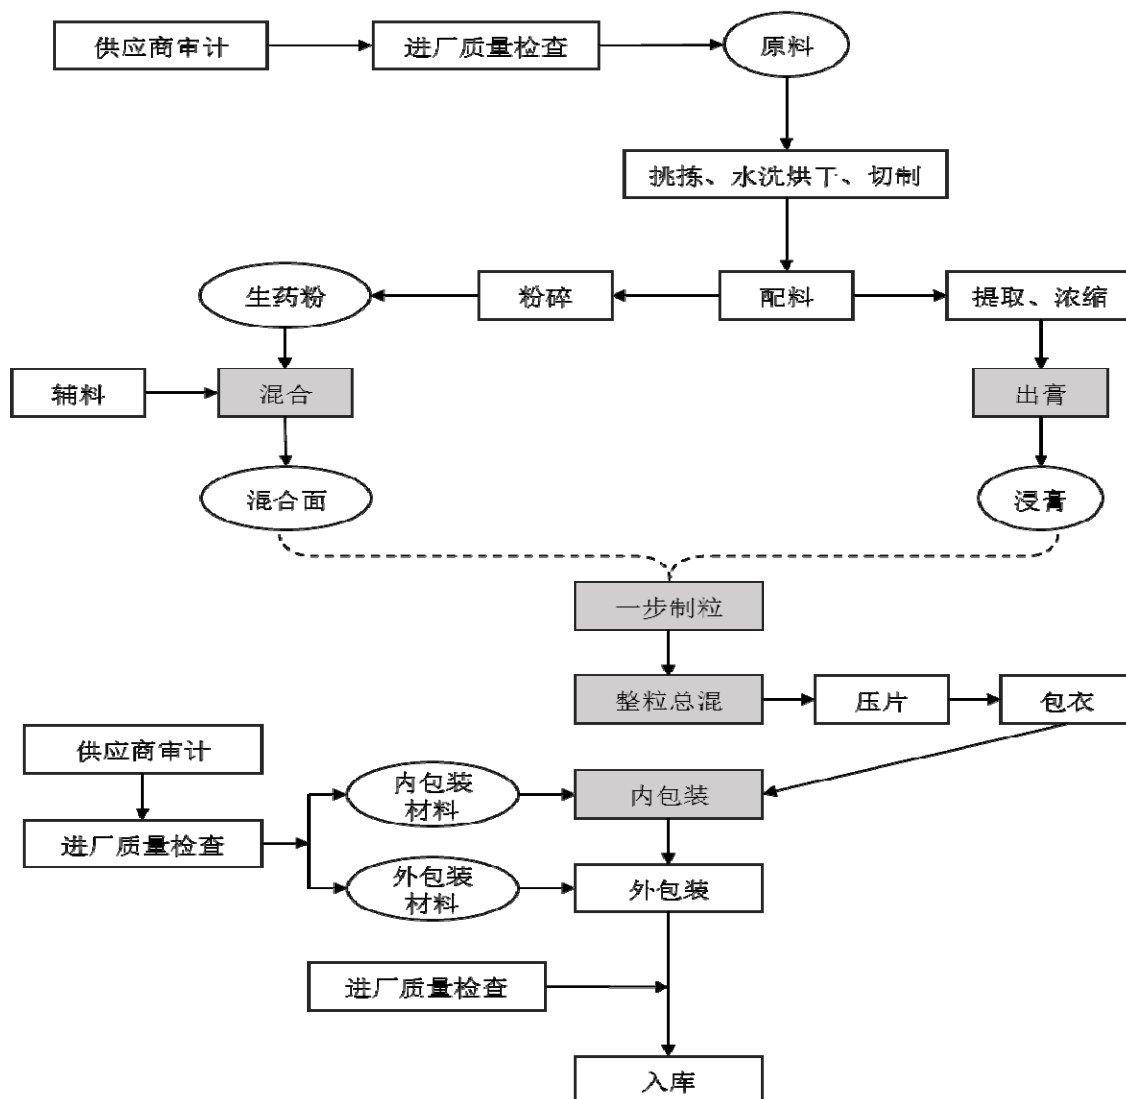 供应商审计
进厂质量检查
原料
挑拣、水洗烘干、切制
生药粉
粉碎
配料
提取、浓缩
辅料
混合
出膏
混合面
浸膏
一步制粒
整粒总混
压片
包衣
供应商审计
内包装
材料
内包装
进厂质量检查
外包装
材料
外包装
进厂质量检查
入库